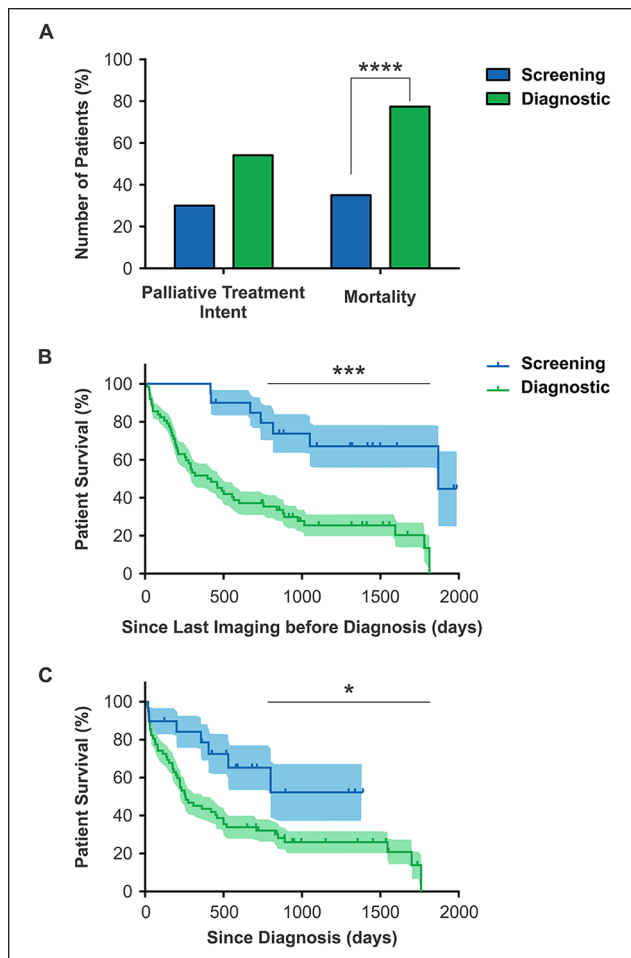 A
Number of Patients (%)
100
80
60
40
20
0
****
Screening
Diagnostic
Palliative Treatment
Intent
Mortality
B
Patient Survival (%)
100
80
60
40
20
0
***
Screening
Diagnostic
0 500 1000 1500 2000
Since Last Imaging before Diagnosis (days)
C
Patient Survival (%)
100
80
60
40
20
0
*
Screening
Diagnostic
0 500 1000 1500 2000
Since Diagnosis (days)